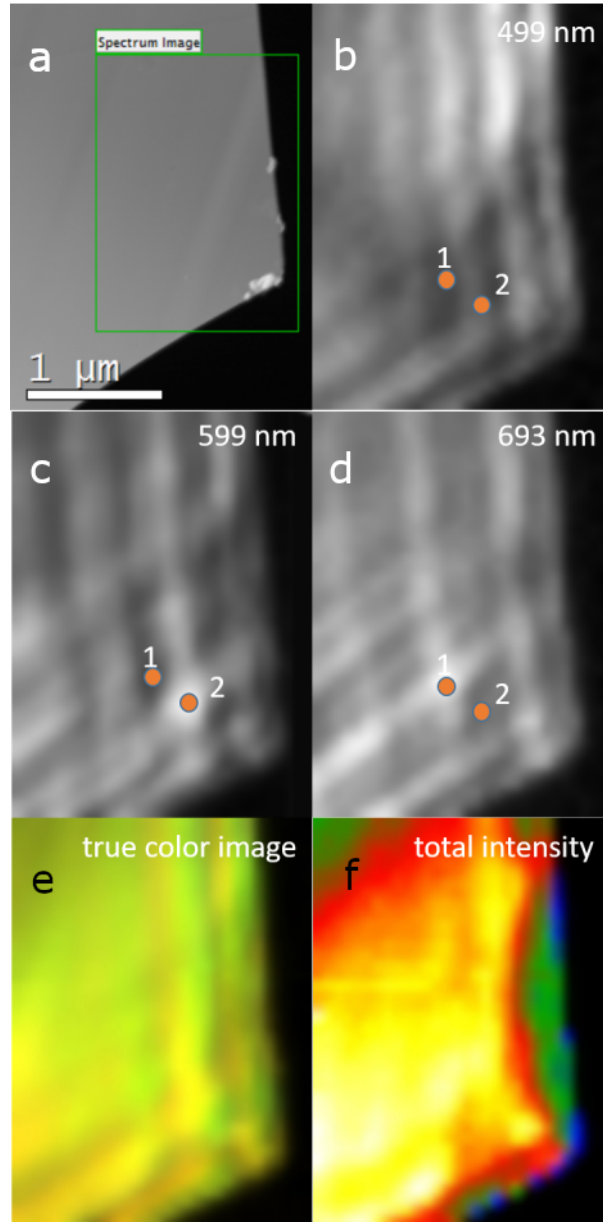 a
Spectrum Image
1 μm
b
499 nm
1
2
c
599 nm
1
2
d
693 nm
1
2
e
true color image
f
total intensity